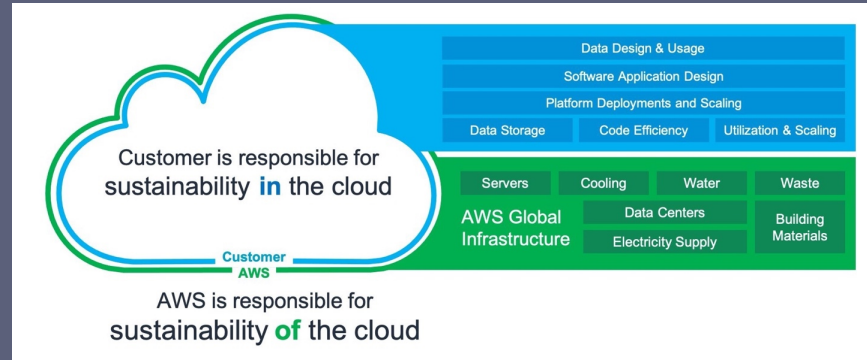 Data Design & Usage
Software Application Design
Platform Deployments and Scaling
Data Storage
Code Efficiency
Utilization & Scaling
Customer is responsible for
sustainability in the cloud
Servers
Cooling
Water
Waste
AWS Global
Infrastructure
Data Centers
Electricity Supply
Building
Materials
Customer
AWS
AWS is responsible for
sustainability of the cloud